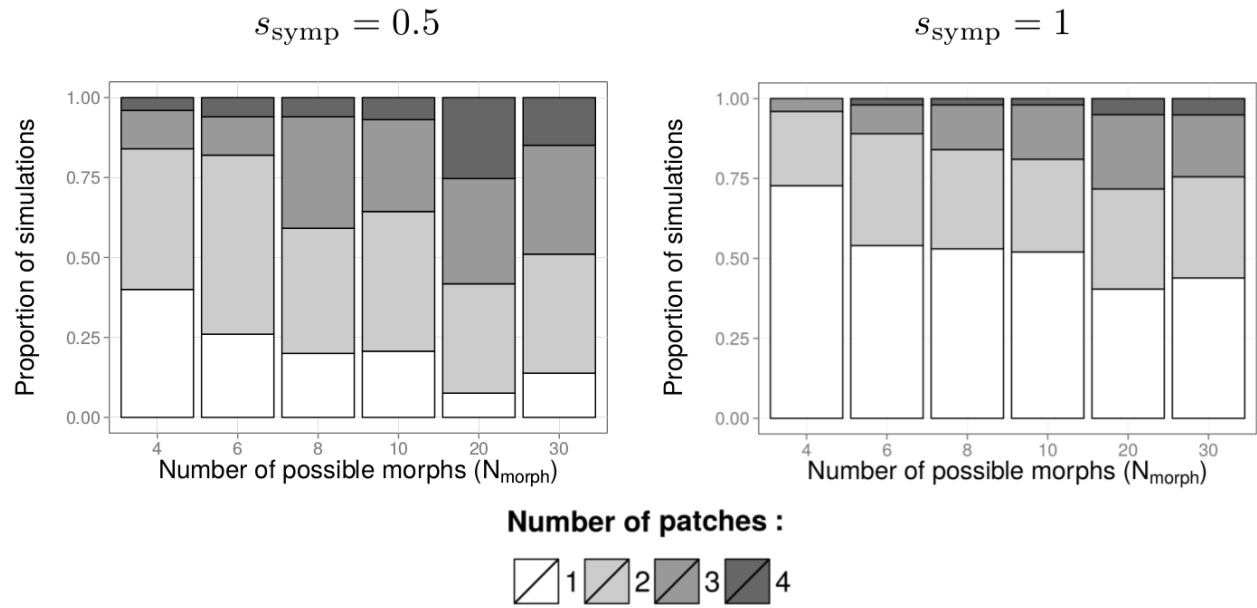 s_symp = 0.5
s_symp = 1
Proportion of simulations
1.00
0.75
0.50
0.25
0.00
4 6 8 10 20 30
Number of possible morphs (N_morph)
Proportion of simulations
1.00
0.75
0.50
0.25
0.00
4 6 8 10 20 30
Number of possible morphs (N_morph)
Number of patches :
1 2 3 4